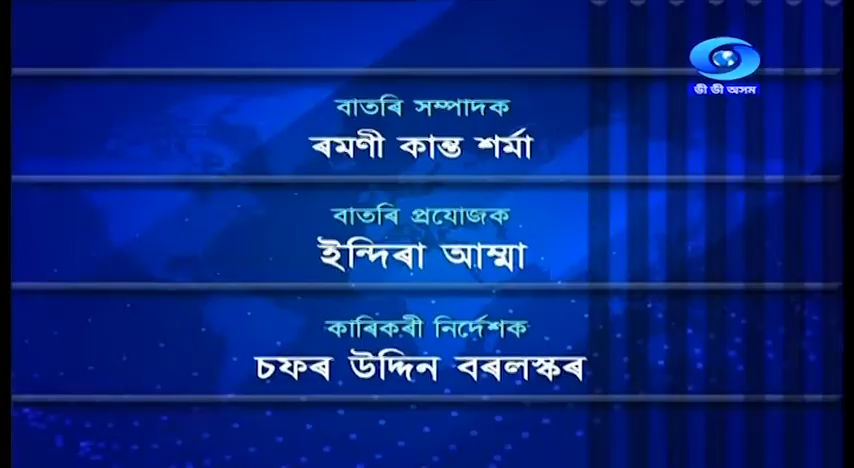 ডী ডী অসম
বাতৰি সম্পাদক
ৰমণী কান্ত শৰ্মা
বাতৰি প্ৰযোজক
ইন্দিৰা আম্মা
কাৰিকৰী নিৰ্দেশক
চফৰ উদ্দিন বৰলস্কৰ